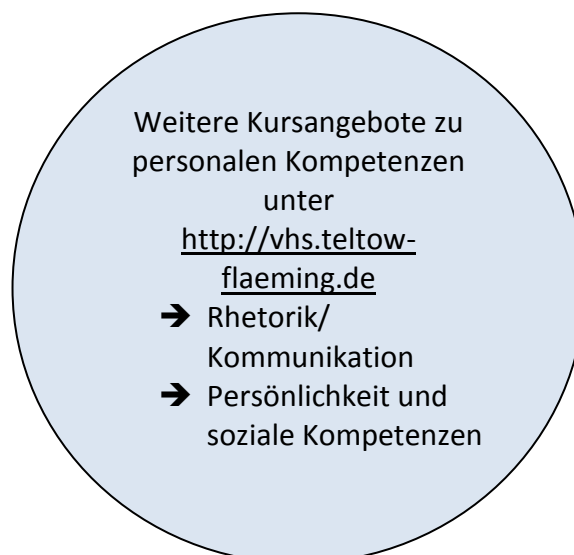 Weitere Kursangebote zu
personalen Kompetenzen
unter
http://vhs.teltow-
flaeming.de
➔ Rhetorik/
Kommunikation
➔ Persönlichkeit und
soziale Kompetenzen